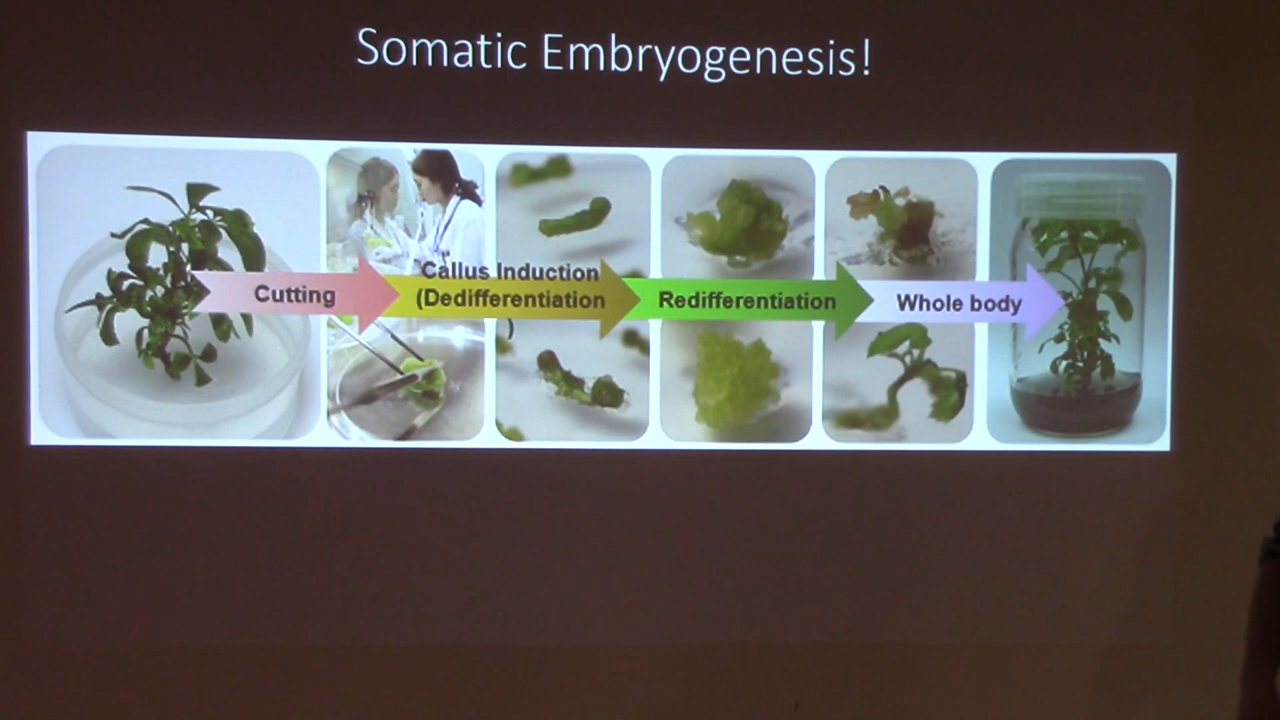 Somatic Embryogenesis!
Cutting
Callus Induction
(Dedifferentiation
Redifferentiation
Whole body